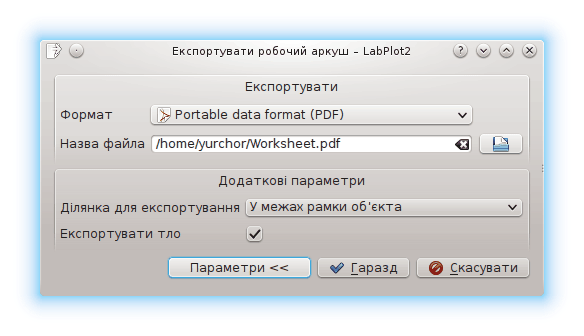 Експортувати робочий аркуш – LabPlot2
Експортувати
Формат Portable data format (PDF)
Назва файла /home/yurchor/Worksheet.pdf
Додаткові параметри
Ділянка для експортування У межах рамки об'єкта
Експортувати тло
Параметри << Гаразд Скасувати